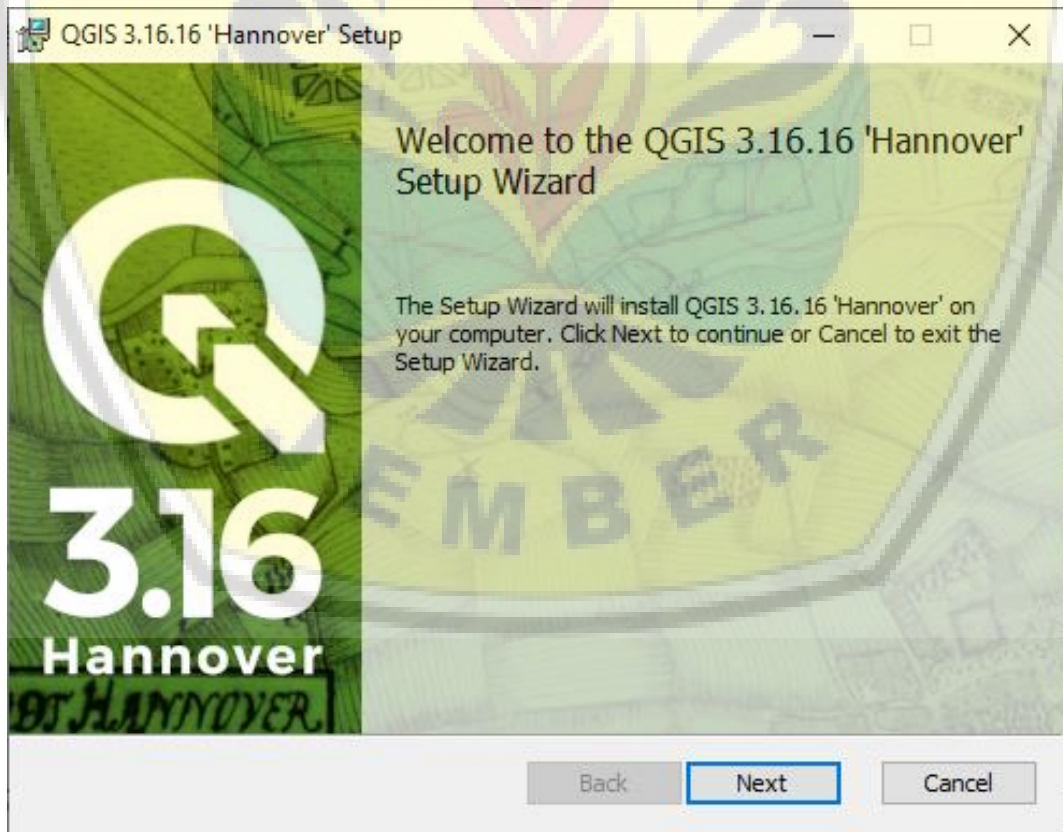 QGIS 3.16.16 'Hannover' Setup
Welcome to the QGIS 3.16.16 'Hannover'
Setup Wizard
The Setup Wizard will install QGIS 3.16.16 'Hannover' on
your computer. Click Next to continue or Cancel to exit the
Setup Wizard.
3.16
Hannover
HANNOVER
EMBER
Back
Next
Cancel